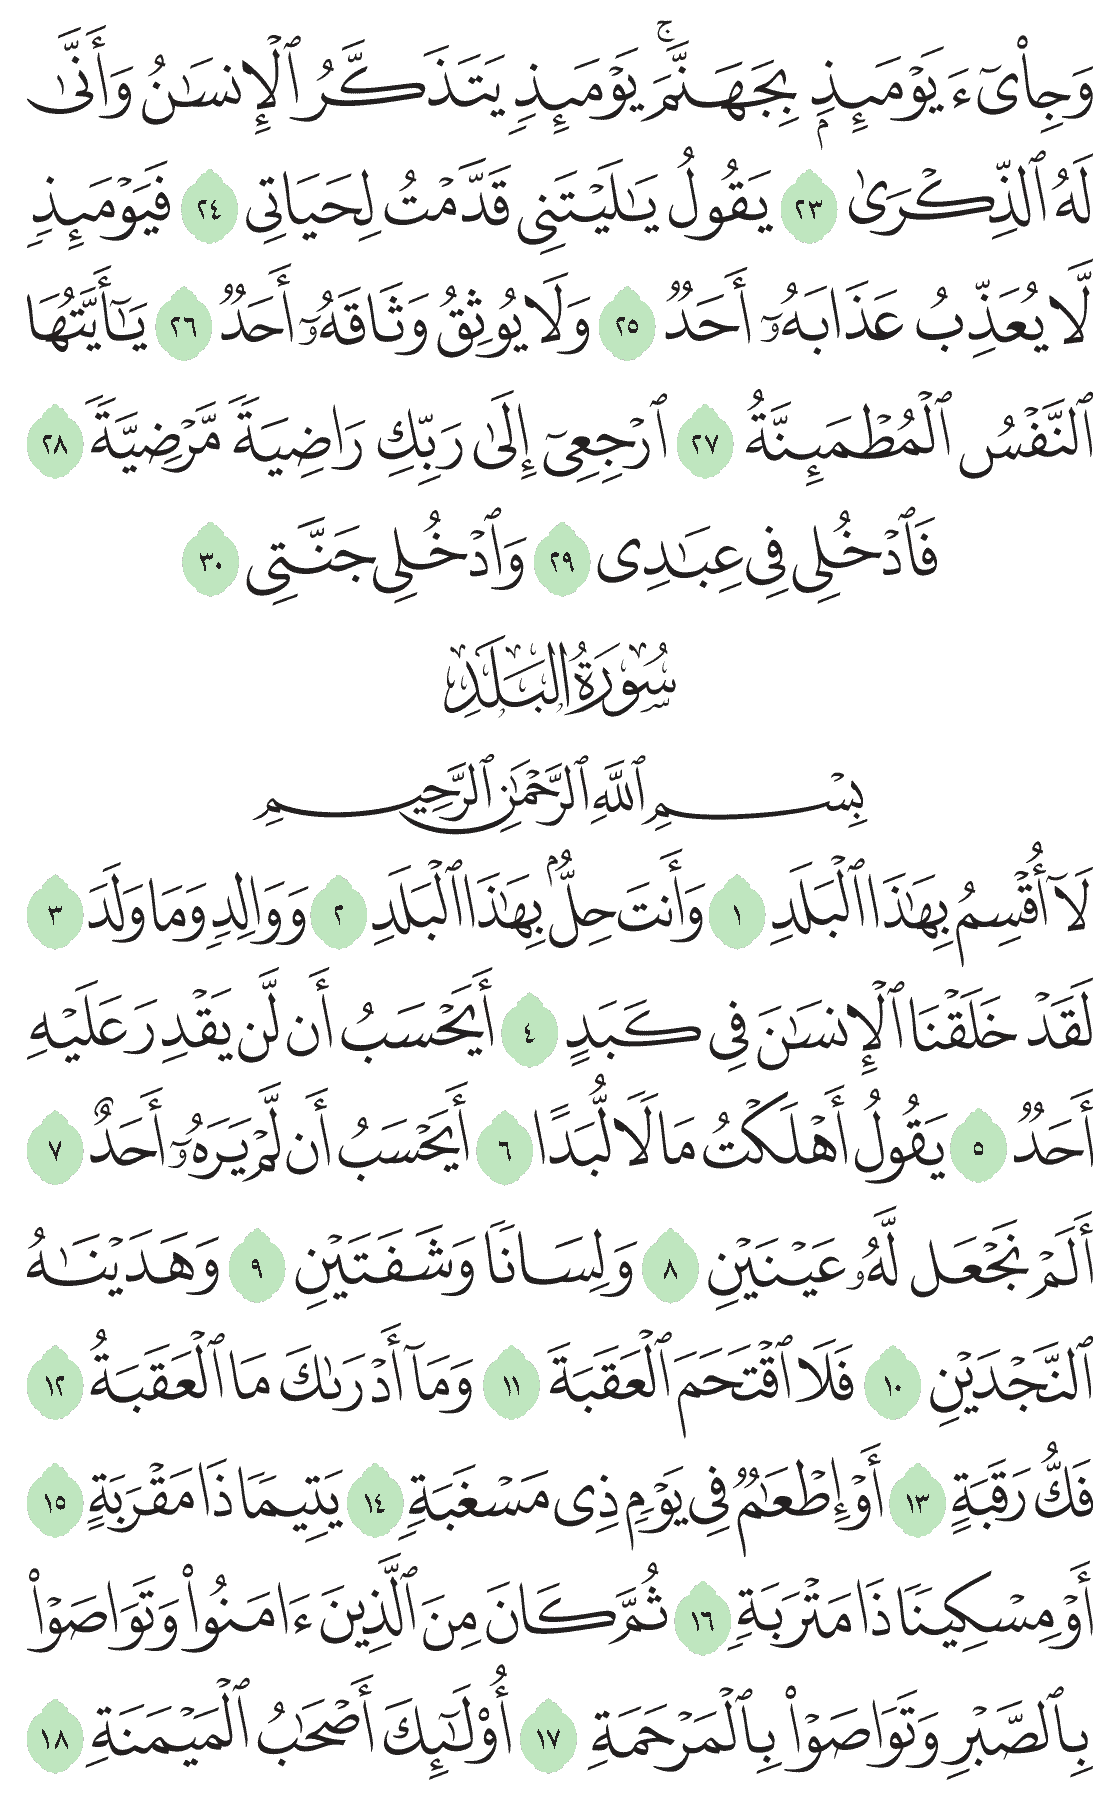 وَجِا۟ىٓءَ يَوْمَئِذِۭ بِجَهَنَّمَ ۚ يَوْمَئِذٍ يَتَذَكَّرُ ٱلْإِنسَـٰنُ وَأَنَّىٰ
لَهُ ٱلذِّكْرَىٰ ٢٣ يَقُولُ يَـٰلَيْتَنِى قَدَّمْتُ لِحَيَاتِى ٢٤ فَيَوْمَئِذٍ
لَّا يُعَذِّبُ عَذَابَهُۥٓ أَحَدٌ ٢٥ وَلَا يُوثِقُ وَثَاقَهُۥٓ أَحَدٌ ٢٦ يَـٰٓأَيَّتُهَا
ٱلنَّفْسُ ٱلْمُطْمَئِنَّةُ ٢٧ ٱرْجِعِىٓ إِلَىٰ رَبِّكِ رَاضِيَةً مَّرْضِيَّةً ٢٨
فَٱدْخُلِى فِى عِبَـٰدِى ٢٩ وَٱدْخُلِى جَنَّتِى ٣٠
سُورَةُ البَلَدِ
بِسْمِ ٱللَّهِ ٱلرَّحْمَـٰنِ ٱلرَّحِيمِ
لَآ أُقْسِمُ بِهَـٰذَا ٱلْبَلَدِ ١ وَأَنتَ حِلٌّۢ بِهَـٰذَا ٱلْبَلَدِ ٢ وَوَالِدٍ وَمَا وَلَدَ ٣
لَقَدْ خَلَقْنَا ٱلْإِنسَـٰنَ فِى كَبَدٍ ٤ أَيَحْسَبُ أَن لَّن يَقْدِرَ عَلَيْهِ
أَحَدٌ ٥ يَقُولُ أَهْلَكْتُ مَالًا لُّبَدًا ٦ أَيَحْسَبُ أَن لَّمْ يَرَهُۥٓ أَحَدٌ ٧
أَلَمْ نَجْعَل لَّهُۥ عَيْنَيْنِ ٨ وَلِسَانًا وَشَفَتَيْنِ ٩ وَهَدَيْنَـٰهُ
ٱلنَّجْدَيْنِ ١٠ فَلَا ٱقْتَحَمَ ٱلْعَقَبَةَ ١١ وَمَآ أَدْرَىٰكَ مَا ٱلْعَقَبَةُ ١٢
فَكُّ رَقَبَةٍ ١٣ أَوْ إِطْعَـٰمٌ فِى يَوْمٍ ذِى مَسْغَبَةٍ ١٤ يَتِيمًا ذَا مَقْرَبَةٍ ١٥
أَوْ مِسْكِينًا ذَا مَتْرَبَةٍ ١٦ ثُمَّ كَانَ مِنَ ٱلَّذِينَ ءَامَنُوا۟ وَتَوَاصَوْا۟
بِٱلصَّبْرِ وَتَوَاصَوْا۟ بِٱلْمَرْحَمَةِ ١٧ أُو۟لَـٰٓئِكَ أَصْحَـٰبُ ٱلْمَيْمَنَةِ ١٨